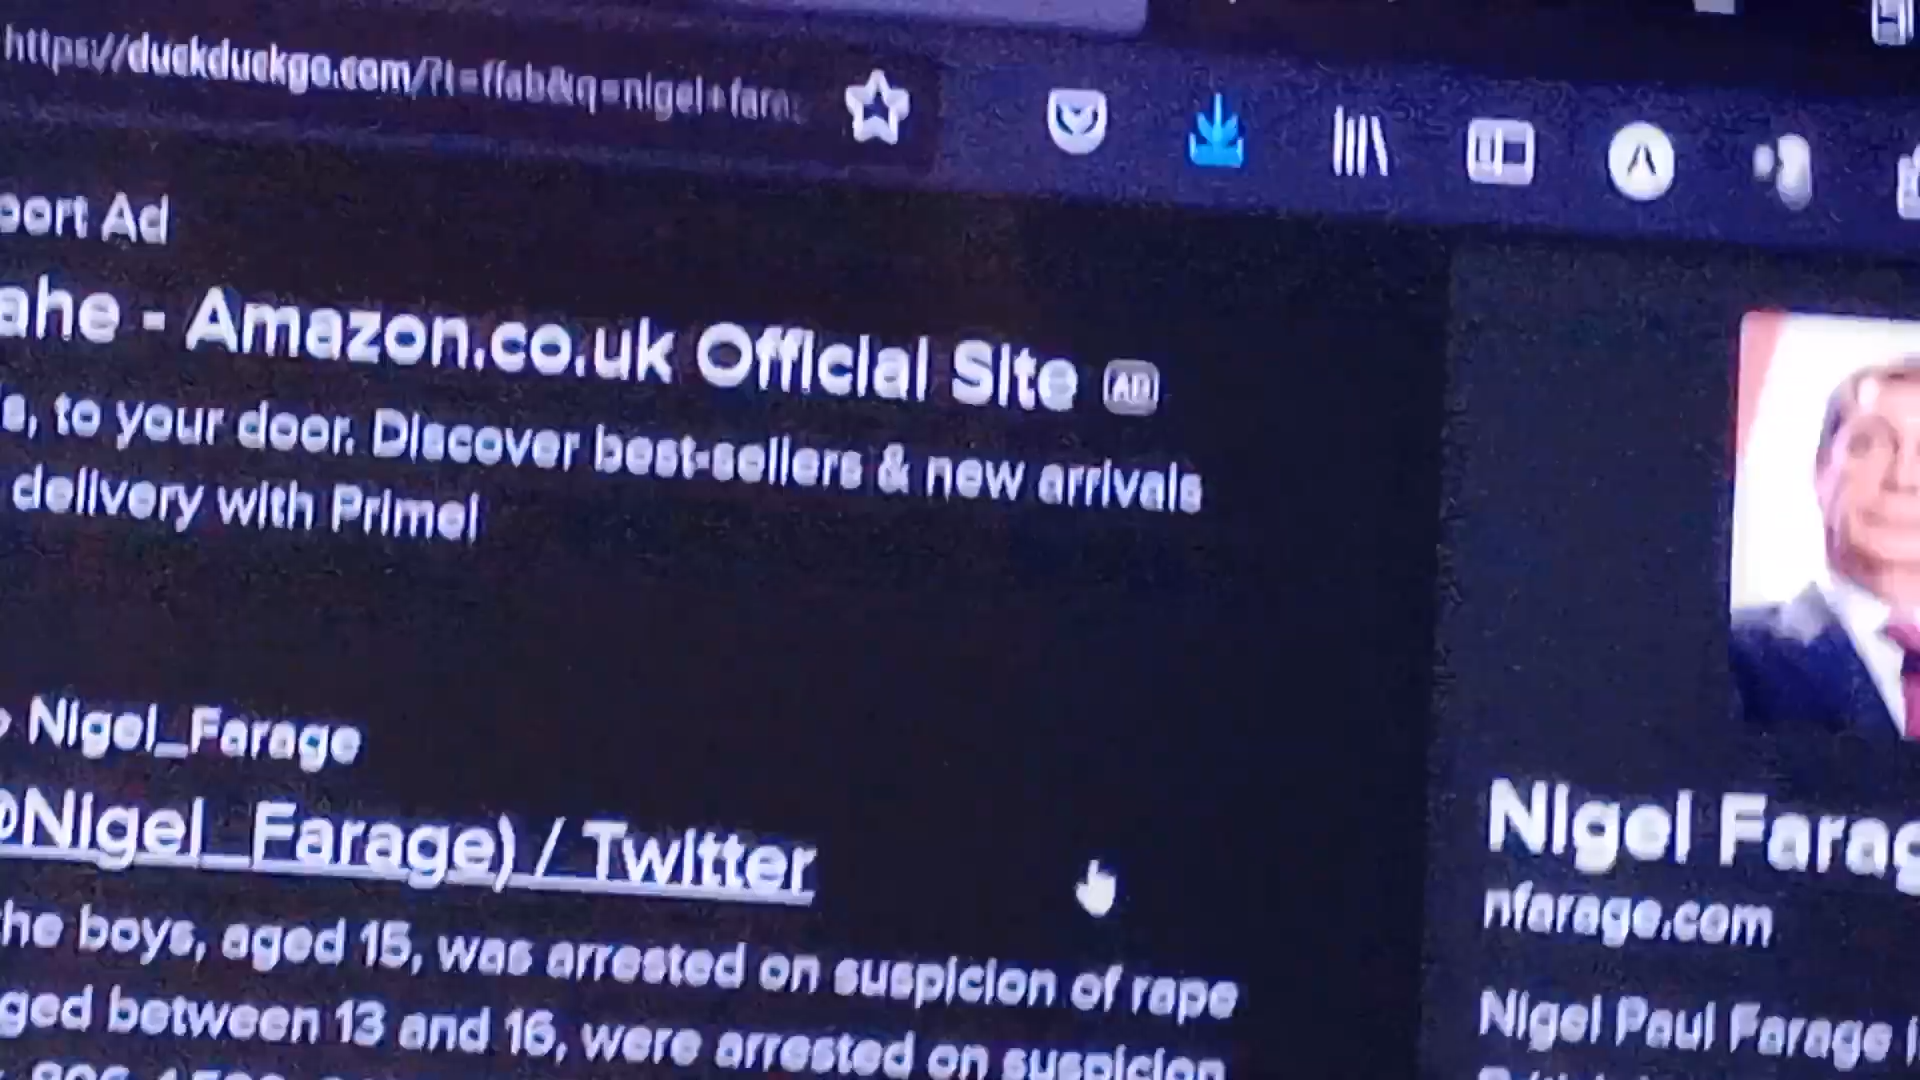 https://duckduckgo.com/?t=ffab&q=nigel+fara
port Ad
ahe - Amazon.co.uk Official Site AD
s, to your door. Discover best-sellers & new arrivals
delivery with Prime!
Nigel_Farage
@Nigel_Farage) / Twitter
he boys, aged 15, was arrested on suspicion of rape
ged between 13 and 16, were arrested on suspicion
Nigel Farag
nfarage.com
Nigel Paul Farage i